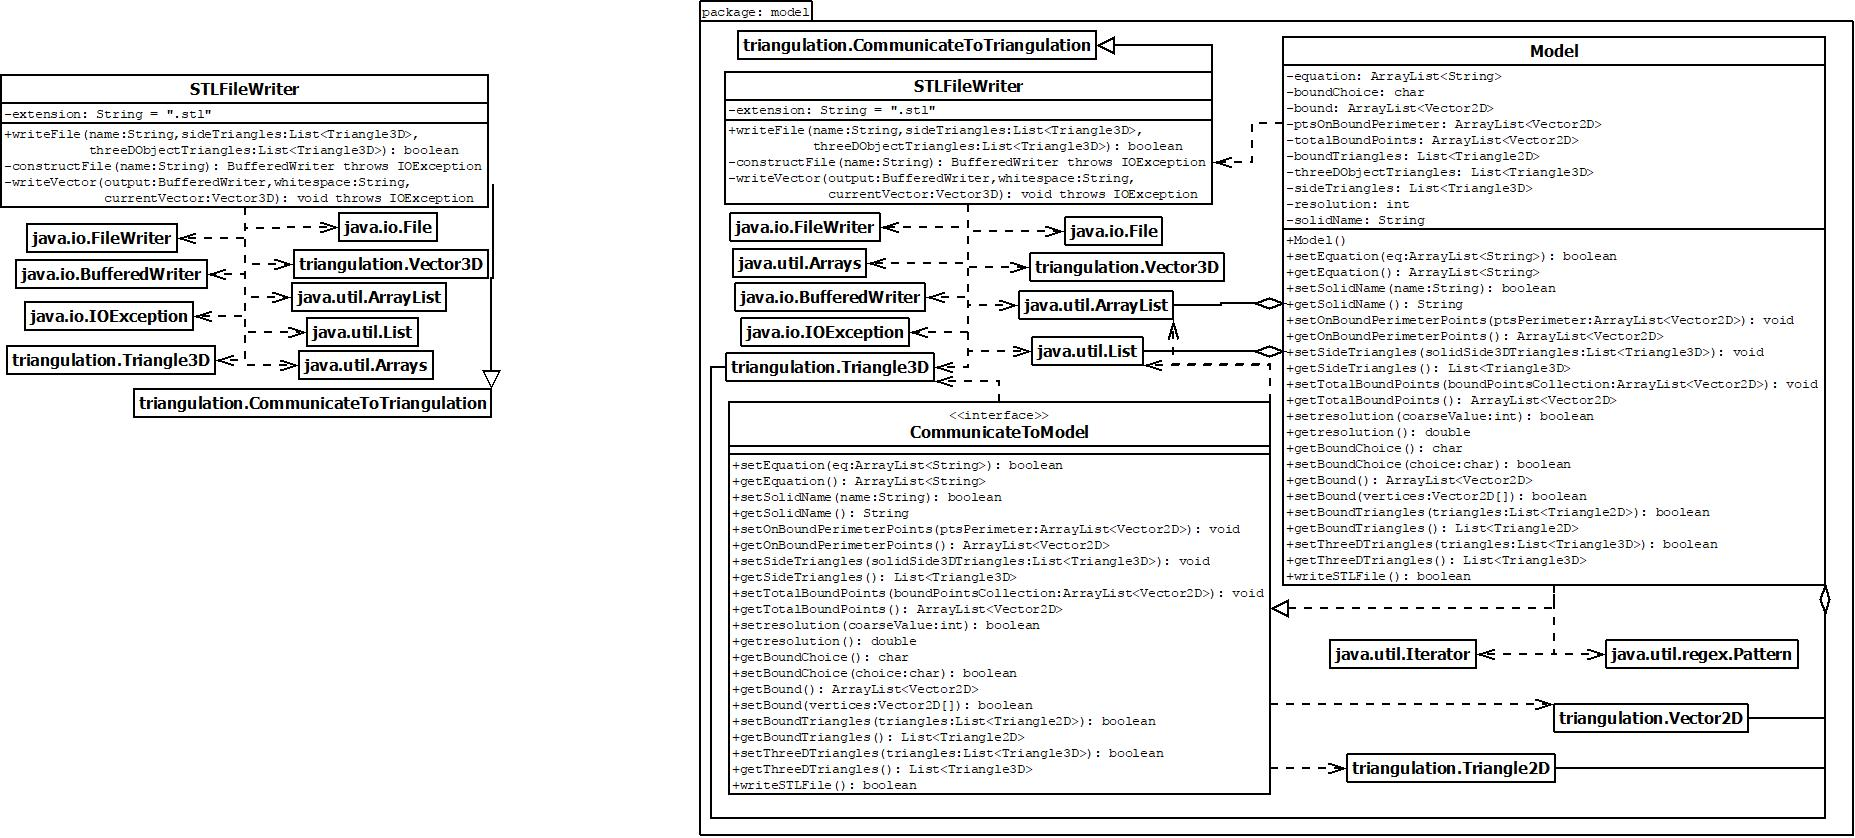 STLFileWriter
-extension: String = ".stl"
+writeFile(name:String,sideTriangles:List<Triangle3D>,
threeDObjectTriangles:List<Triangle3D>): boolean
-constructFile(name:String): BufferedWriter throws IOException
-writeVector(output:BufferedWriter,whitespace:String,
currentVector:Vector3D): void throws IOException
java.io.FileWriter
java.io.File
java.io.BufferedWriter
triangulation.Vector3D
java.util.ArrayList
java.io.IOException
java.util.List
triangulation.Triangle3D
java.util.Arrays
triangulation.CommunicateToTriangulation
package: model
triangulation.CommunicateToTriangulation
STLFileWriter
-extension: String = ".stl"
+writeFile(name:String,sideTriangles:List<Triangle3D>,
threeDObjectTriangles:List<Triangle3D>): boolean
-constructFile(name:String): BufferedWriter throws IOException
-writeVector(output:BufferedWriter,whitespace:String,
currentVector:Vector3D): void throws IOException
java.io.FileWriter
java.io.File
java.util.Arrays
triangulation.Vector3D
java.io.BufferedWriter
java.util.ArrayList
java.io.IOException
java.util.List
triangulation.Triangle3D
<<interface>>
CommunicateToModel
+setEquation(eq:ArrayList<String>): boolean
+getEquation(): ArrayList<String>
+setSolidName(name:String): boolean
+getSolidName(): String
+setOnBoundPerimeterPoints(ptsPerimeter:ArrayList<Vector2D>): void
+getOnBoundPerimeterPoints(): ArrayList<Vector2D>
+setSideTriangles(solidSide3DTriangles:List<Triangle3D>): void
+getSideTriangles(): List<Triangle3D>
+setTotalBoundPoints(boundPointsCollection:ArrayList<Vector2D>): void
+getTotalBoundPoints(): ArrayList<Vector2D>
+setresolution(coarseValue:int): boolean
+getresolution(): double
+getBoundChoice(): char
+setBoundChoice(choice:char): boolean
+getBound(): ArrayList<Vector2D>
+setBound(vertices:Vector2D[]): boolean
+setBoundTriangles(triangles:List<Triangle2D>): boolean
+getBoundTriangles(): List<Triangle2D>
+setThreeDTriangles(triangles:List<Triangle3D>): boolean
+getThreeDTriangles(): List<Triangle3D>
+writeSTLFile(): boolean
Model
-equation: ArrayList<String>
-boundChoice: char
-bound: ArrayList<Vector2D>
-ptsOnBoundPerimeter: ArrayList<Vector2D>
-totalBoundPoints: ArrayList<Vector2D>
-boundTriangles: List<Triangle2D>
-threeDObjectTriangles: List<Triangle3D>
-sideTriangles: List<Triangle3D>
-resolution: int
-solidName: String
+Model()
+setEquation(eq:ArrayList<String>): boolean
+getEquation(): ArrayList<String>
+setSolidName(name:String): boolean
+getSolidName(): String
+setOnBoundPerimeterPoints(ptsPerimeter:ArrayList<Vector2D>): void
+getOnBoundPerimeterPoints(): ArrayList<Vector2D>
+setSideTriangles(solidSide3DTriangles:List<Triangle3D>): void
+getSideTriangles(): List<Triangle3D>
+setTotalBoundPoints(boundPointsCollection:ArrayList<Vector2D>): void
+getTotalBoundPoints(): ArrayList<Vector2D>
+setresolution(coarseValue:int): boolean
+getresolution(): double
+getBoundChoice(): char
+setBoundChoice(choice:char): boolean
+getBound(): ArrayList<Vector2D>
+setBound(vertices:Vector2D[]): boolean
+setBoundTriangles(triangles:List<Triangle2D>): boolean
+getBoundTriangles(): List<Triangle2D>
+setThreeDTriangles(triangles:List<Triangle3D>): boolean
+getThreeDTriangles(): List<Triangle3D>
+writeSTLFile(): boolean
java.util.Iterator
java.util.regex.Pattern
triangulation.Vector2D
triangulation.Triangle2D